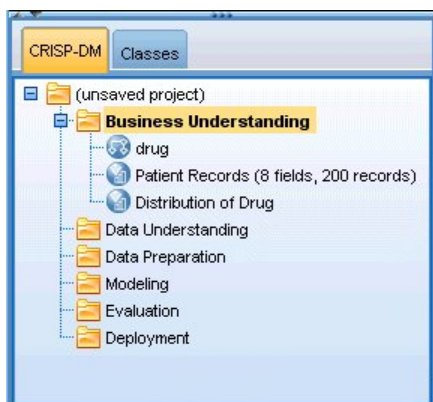 CRISP-DM Classes
(unsaved project)
Business Understanding
drug
Patient Records (8 fields, 200 records)
Distribution of Drug
Data Understanding
Data Preparation
Modeling
Evaluation
Deployment